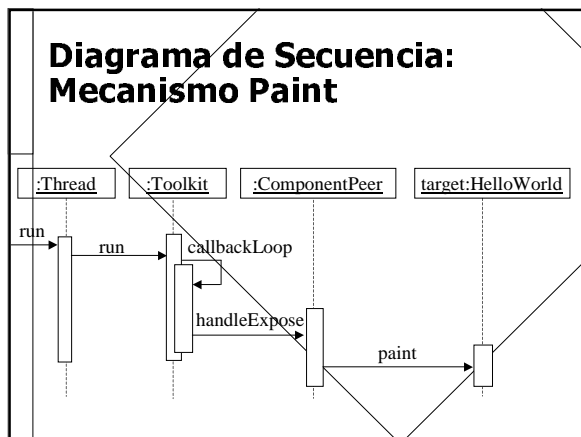 Diagrama de Secuencia:
Mecanismo Paint
:Thread
:Toolkit
:ComponentPeer
target:HelloWorld
run
run
callbackLoop
handleExpose
paint